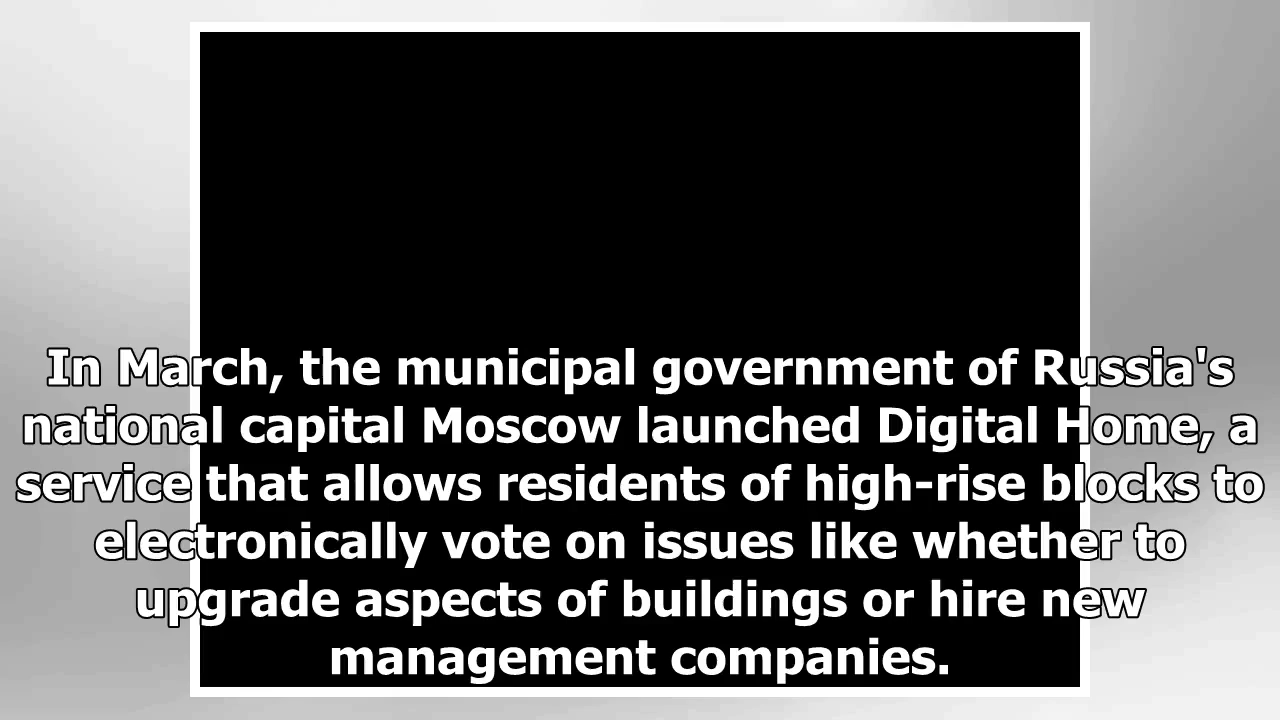 In March, the municipal government of Russia's
national capital Moscow launched Digital Home, a
service that allows residents of high-rise blocks to
electronically vote on issues like whether to
upgrade aspects of buildings or hire new
management companies.